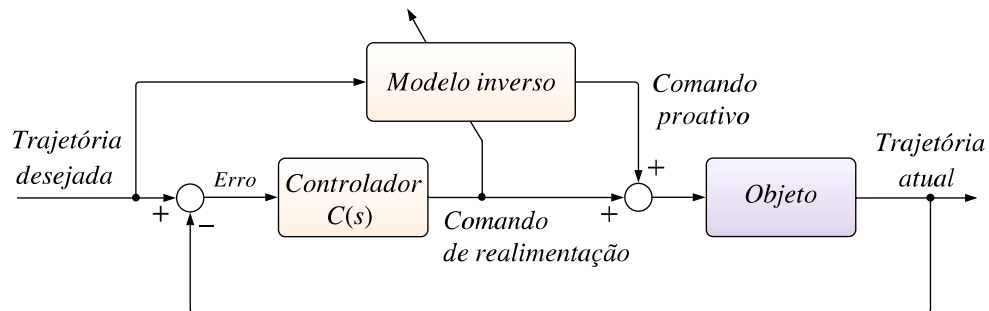 Modelo inverso
Comando
proativo
Trajetória
desejada
Trajetória
atual
Erro
Controlador
C(s)
Objeto
+
+
+
−
Comando
de realimentação